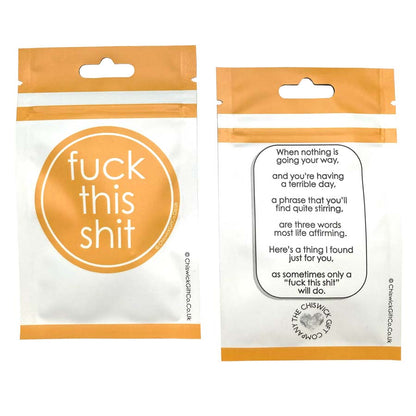 fuck
this
shit
© ChiswickGiftCo.Co.Uk
When nothing is
going your way,
and you're having
a terrible day,
a phrase that you'll
find quite stirring,
are three words
most life affirming.
Here's a thing I found
just for you,
as sometimes only a
"fuck this shit"
will do.
THE CHISWICK GIFT COMPANY
© ChiswickGiftCo.Co.Uk